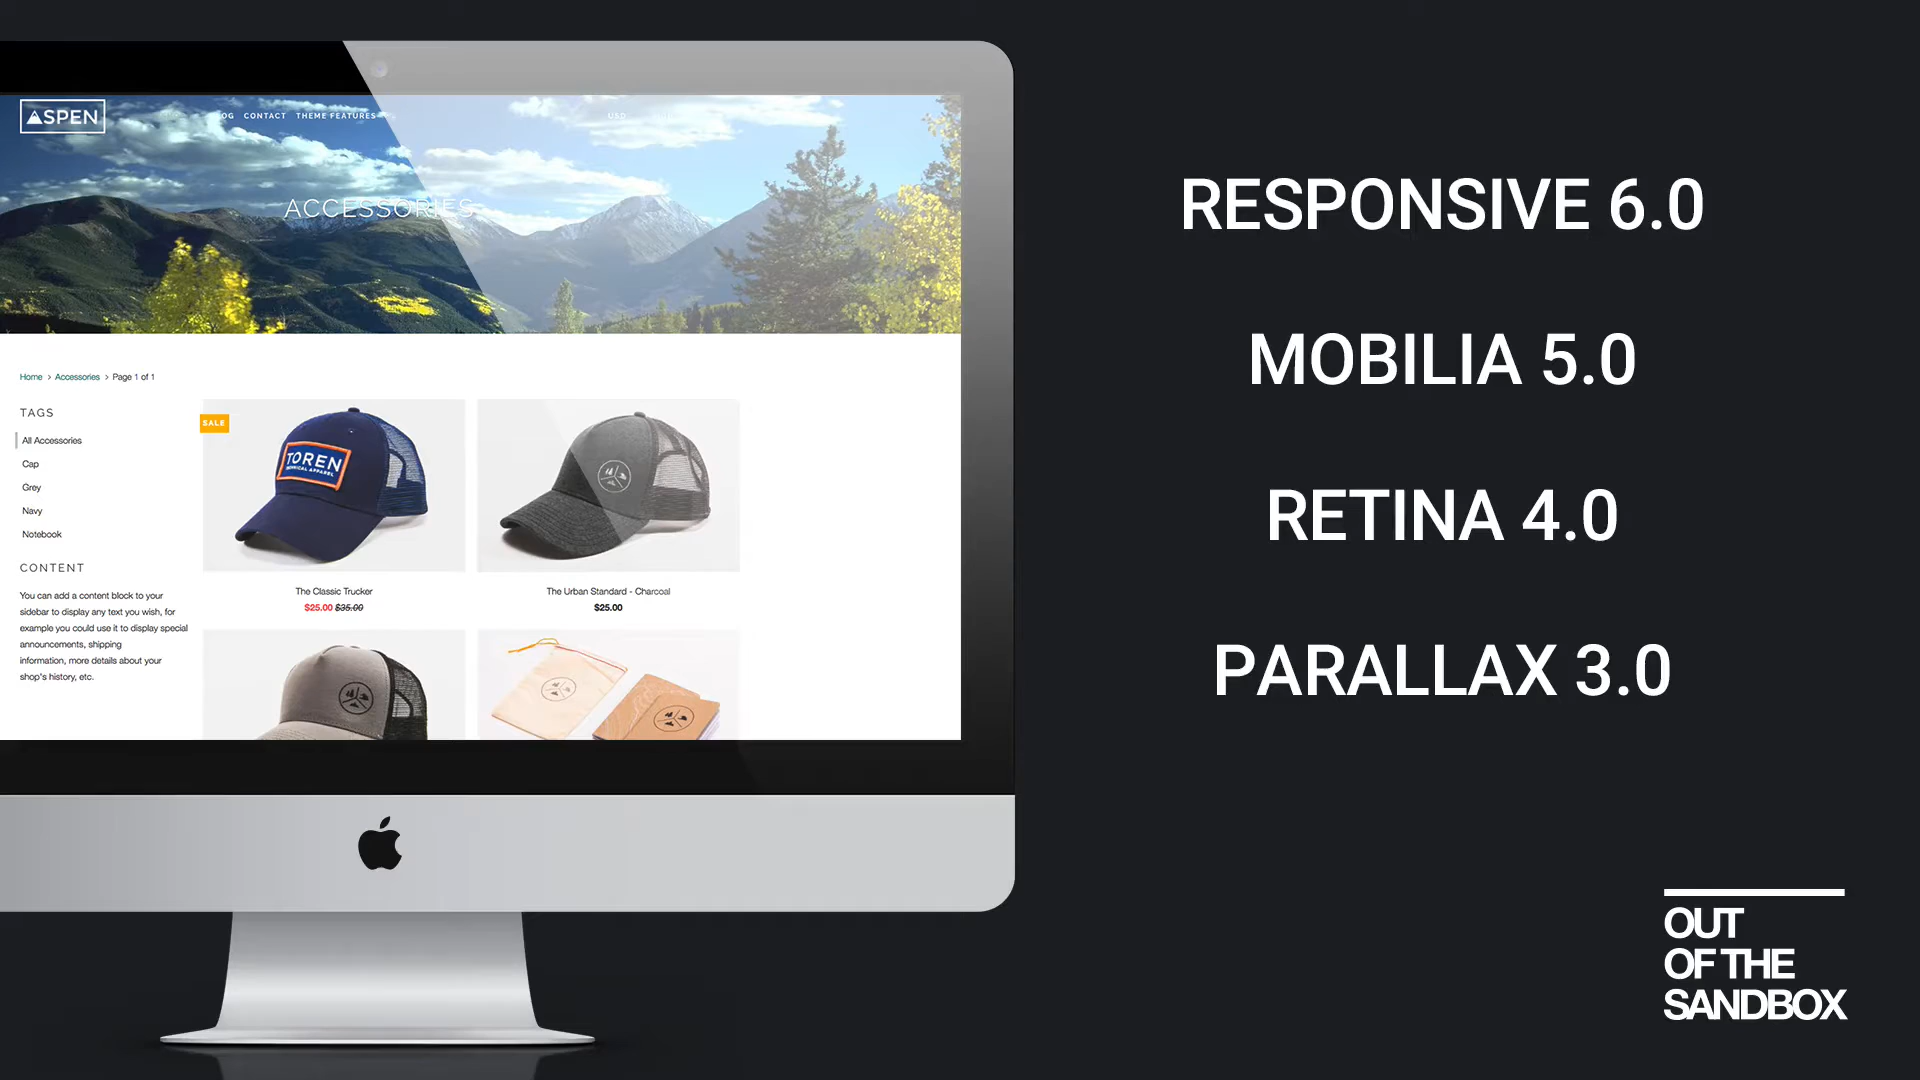 ASPEN
OG CONTACT THEME FEATURES
USD
ACCESSORIES
Home > Accessories > Page 1 of 1
TAGS
All Accessories
Cap
Grey
Navy
Notebook
CONTENT
You can add a content block to your
sidebar to display any text you wish, for
example you could use it to display special
announcements, shipping
information, more details about your
shop's history, etc.
SALE
TOREN
TECHNICAL APPAREL
The Classic Trucker
$25.00 $35.00
The Urban Standard - Charcoal
$25.00
RESPONSIVE 6.0
MOBILIA 5.0
RETINA 4.0
PARALLAX 3.0
OUT
OF THE
SANDBOX